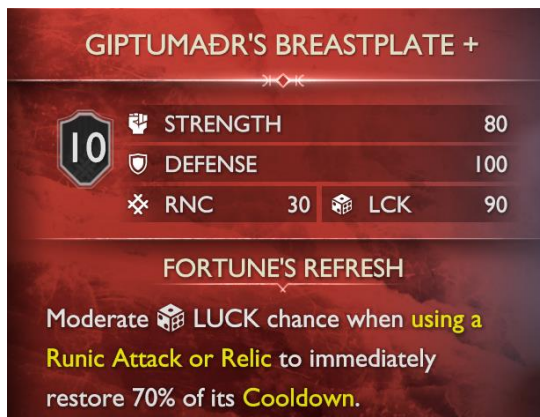 GIPTUMAÐR'S BREASTPLATE +
10
STRENGTH 80
DEFENSE 100
RNC 30 LCK 90
FORTUNE'S REFRESH
Moderate LUCK chance when using a
Runic Attack or Relic to immediately
restore 70% of its Cooldown.